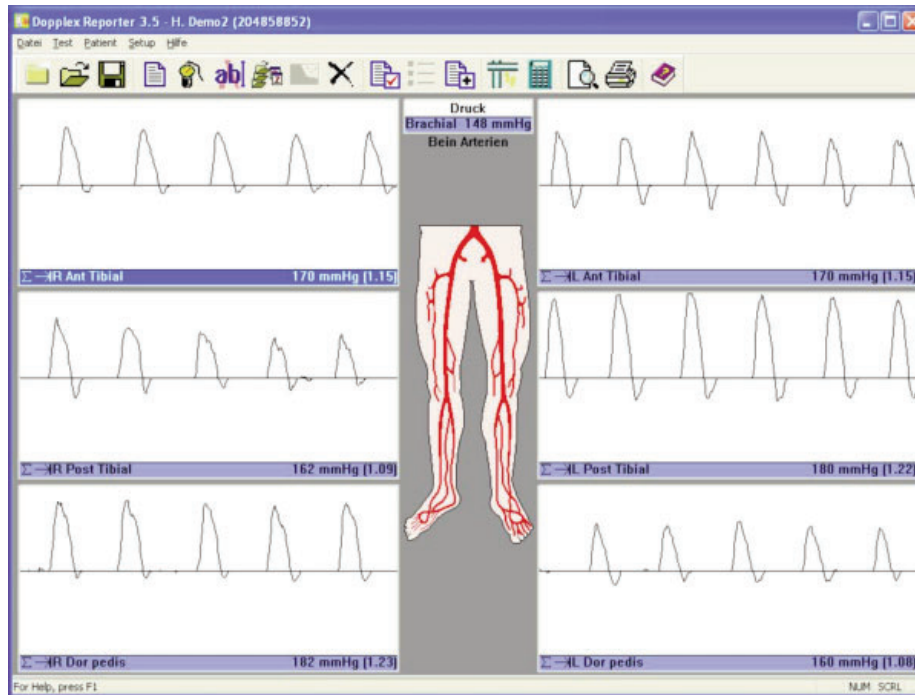 Dopplex Reporter 3.5 - H. Demo2 (204858852)
Datei Test Patient Setup Hilfe
ab
Druck
Brachial 148 mmHg
Bein Arterien
Σ R Ant Tibial 170 mmHg (1.15)
Σ L Ant Tibial 170 mmHg (1.15)
Σ R Post Tibial 162 mmHg (1.09)
Σ L Post Tibial 180 mmHg (1.22)
Σ R Dor pedis 182 mmHg (1.23)
Σ L Dor pedis 160 mmHg (1.08)
For Help, press F1
NUM SCRL